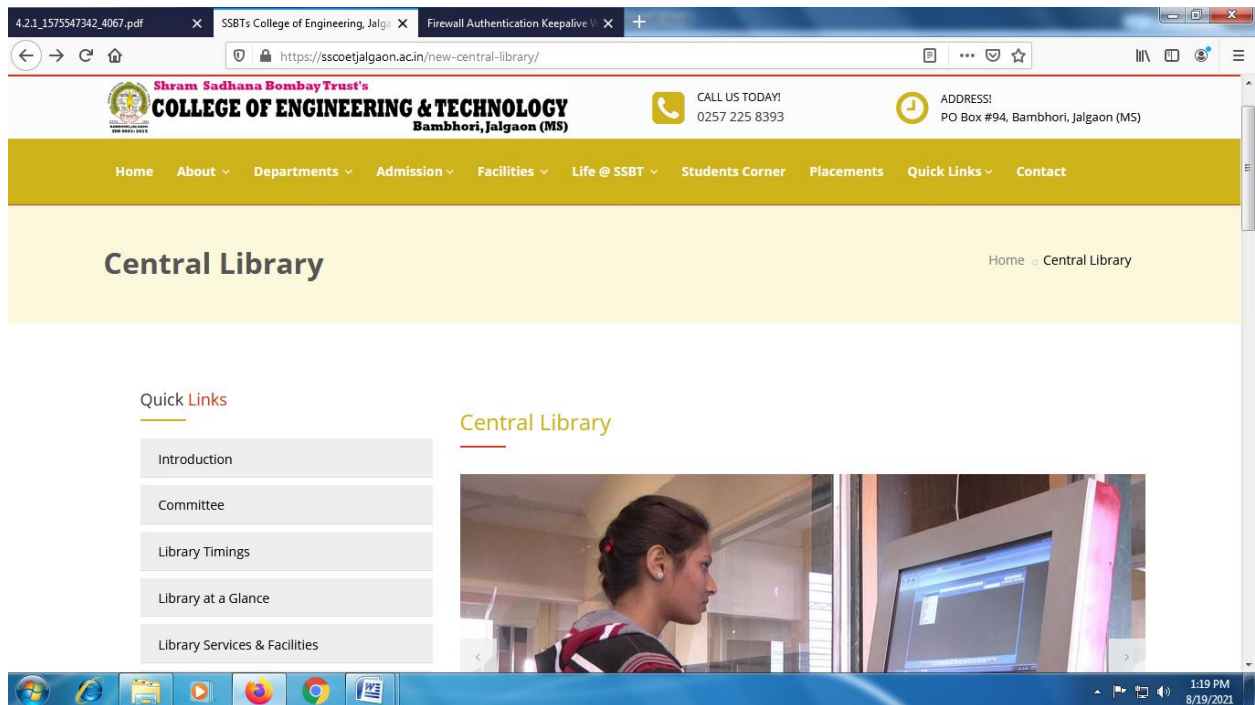 4.2.1_1575547342_4067.pdf
SSBTs College of Engineering, Jalga
Firewall Authentication Keepalive W
https://sscoetjalgaon.ac.in/new-central-library/
Shram Sadhana Bombay Trust's
COLLEGE OF ENGINEERING & TECHNOLOGY
Bambhori, Jalgaon (MS)
CALL US TODAY!
0257 225 8393
ADDRESS!
PO Box #94, Bambhori, Jalgaon (MS)
Home About Departments Admission Facilities Life @ SSBT Students Corner Placements Quick Links Contact
Central Library
Home Central Library
Quick Links
Introduction
Committee
Library Timings
Library at a Glance
Library Services & Facilities
Central Library
1:19 PM
8/19/2021